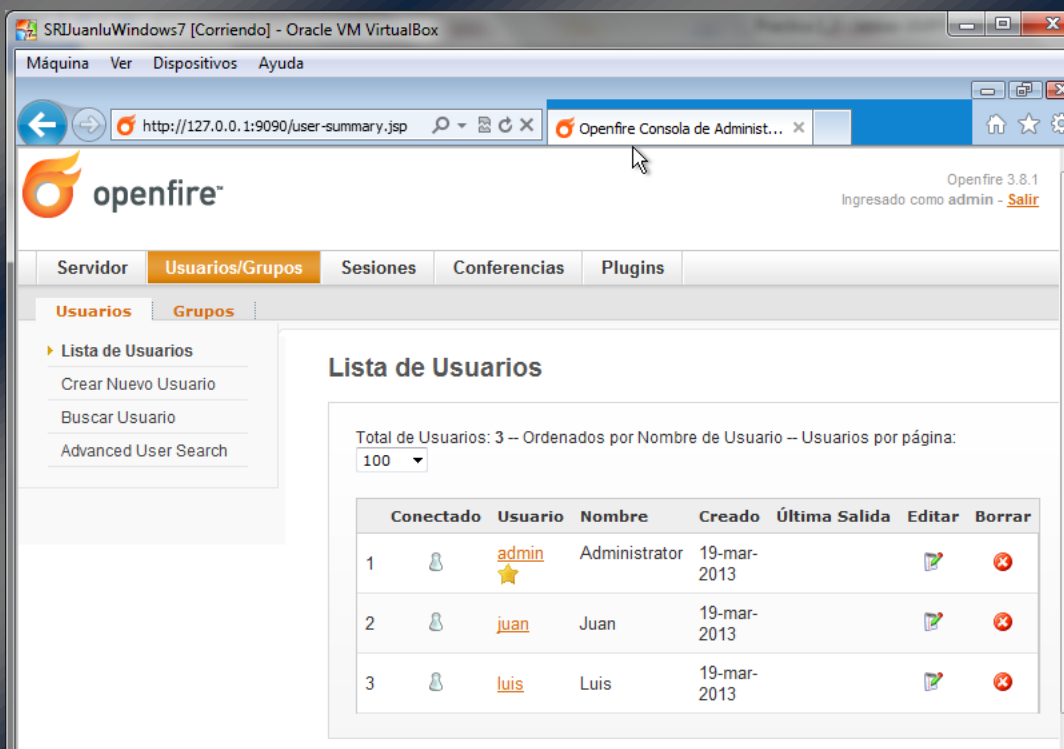 SRIJuanluWindows7 [Corriendo] - Oracle VM VirtualBox
Máquina Ver Dispositivos Ayuda
http://127.0.0.1:9090/user-summary.jsp
Openfire Consola de Administ...
openfire™
Openfire 3.8.1
Ingresado como admin - Salir
Servidor Usuarios/Grupos Sesiones Conferencias Plugins
Usuarios Grupos
Lista de Usuarios
Crear Nuevo Usuario
Buscar Usuario
Advanced User Search
Lista de Usuarios
Total de Usuarios: 3 -- Ordenados por Nombre de Usuario -- Usuarios por página:
100
Conectado Usuario Nombre Creado Última Salida Editar Borrar
1 admin Administrator 19-mar-
2013
2 juan Juan 19-mar-
2013
3 luis Luis 19-mar-
2013